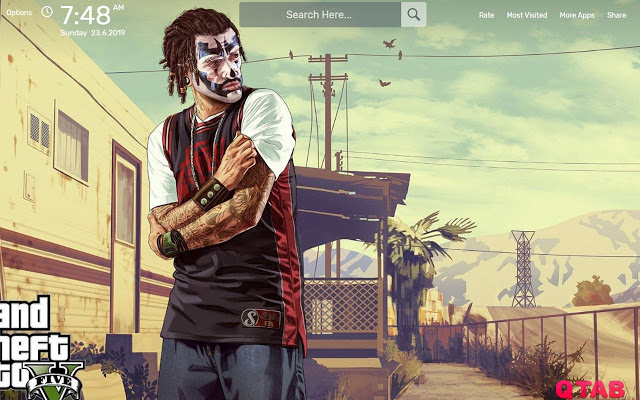 Options
7:48 AM
Sunday 23.6.2019
Search Here...
Rate
Most Visited
More Apps
Share
and
heft
to
V
FIVE
QTAB